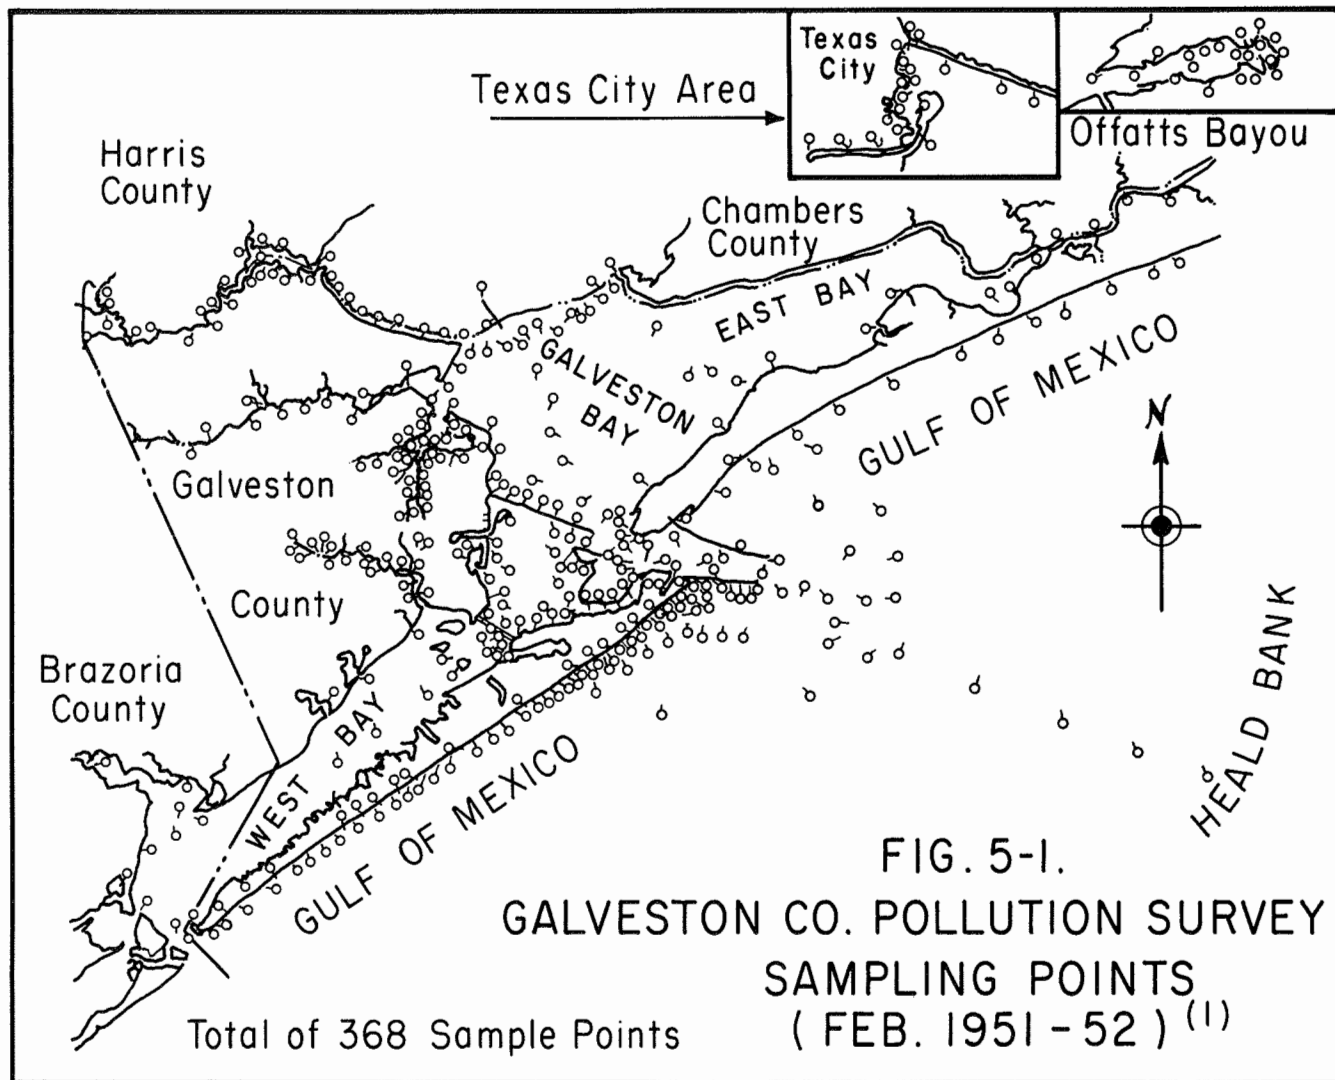 Texas
City
Texas City Area
Offatts Bayou
Harris
County
Chambers
County
EAST BAY
GALVESTON
BAY
GULF OF MEXICO
N
Galveston
County
Brazoria
County
WEST BAY
GULF OF MEXICO
HEALD BANK
FIG. 5-1.
GALVESTON CO. POLLUTION SURVEY
SAMPLING POINTS
( FEB. 1951 - 52 ) (1)
Total of 368 Sample Points